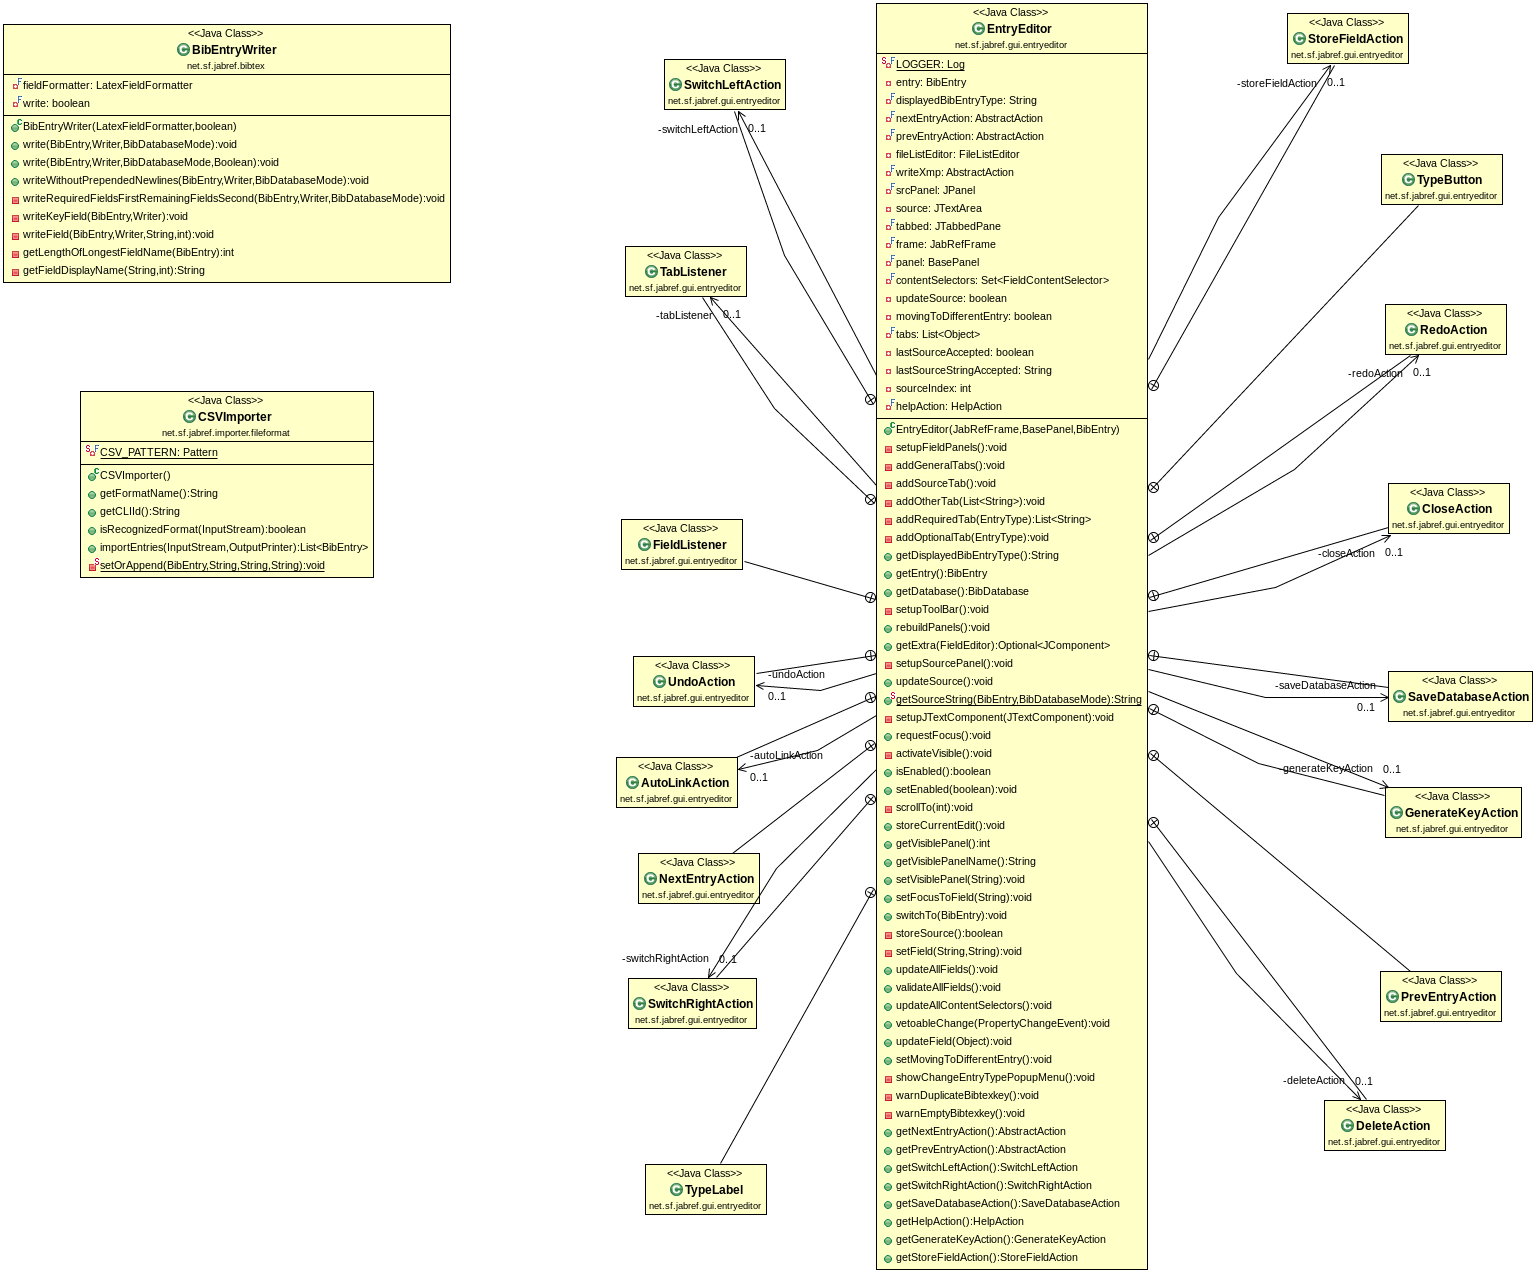 <<Java Class>>
BibEntryWriter
net.sf.jabref.bibtex
fieldFormatter: LatexFieldFormatter
write: boolean
BibEntryWriter(LatexFieldFormatter,boolean)
write(BibEntry,Writer,BibDatabaseMode):void
write(BibEntry,Writer,BibDatabaseMode,Boolean):void
writeWithoutPrependedNewlines(BibEntry,Writer,BibDatabaseMode):void
writeRequiredFieldsFirstRemainingFieldsSecond(BibEntry,Writer,BibDatabaseMode):void
writeKeyField(BibEntry,Writer):void
writeField(BibEntry,Writer,String,int):void
getLengthOfLongestFieldName(BibEntry):int
getFieldDisplayName(String,int):String
<<Java Class>>
CSVImporter
net.sf.jabref.importer.fileformat
CSV_PATTERN: Pattern
CSVImporter()
getFormatName():String
getCLIId():String
isRecognizedFormat(InputStream):boolean
importEntries(InputStream,OutputPrinter):List<BibEntry>
setOrAppend(BibEntry,String,String,String):void
<<Java Class>>
SwitchLeftAction
net.sf.jabref.gui.entryeditor
-switchLeftAction 0..1
<<Java Class>>
TabListener
net.sf.jabref.gui.entryeditor
-tabListener 0..1
<<Java Class>>
FieldListener
net.sf.jabref.gui.entryeditor
<<Java Class>>
UndoAction
net.sf.jabref.gui.entryeditor
-undoAction
0..1
<<Java Class>>
AutoLinkAction
net.sf.jabref.gui.entryeditor
-autoLinkAction
0..1
<<Java Class>>
NextEntryAction
net.sf.jabref.gui.entryeditor
-switchRightAction 0..1
<<Java Class>>
SwitchRightAction
net.sf.jabref.gui.entryeditor
<<Java Class>>
TypeLabel
net.sf.jabref.gui.entryeditor
<<Java Class>>
EntryEditor
net.sf.jabref.gui.entryeditor
LOGGER: Log
entry: BibEntry
displayedBibEntryType: String
nextEntryAction: AbstractAction
prevEntryAction: AbstractAction
fileListEditor: FileListEditor
writeXmp: AbstractAction
srcPanel: JPanel
source: JTextArea
tabbed: JTabbedPane
frame: JabRefFrame
panel: BasePanel
contentSelectors: Set<FieldContentSelector>
updateSource: boolean
movingToDifferentEntry: boolean
tabs: List<Object>
lastSourceAccepted: boolean
lastSourceStringAccepted: String
sourceIndex: int
helpAction: HelpAction
EntryEditor(JabRefFrame,BasePanel,BibEntry)
setupFieldPanels():void
addGeneralTabs():void
addSourceTab():void
addOtherTab(List<String>):void
addRequiredTab(EntryType):List<String>
addOptionalTab(EntryType):void
getDisplayedBibEntryType():String
getEntry():BibEntry
getDatabase():BibDatabase
setupToolBar():void
rebuildPanels():void
getExtra(FieldEditor):Optional<JComponent>
setupSourcePanel():void
updateSource():void
getSourceString(BibEntry,BibDatabaseMode):String
setupJTextComponent(JTextComponent):void
requestFocus():void
activateVisible():void
isEnabled():boolean
setEnabled(boolean):void
scrollTo(int):void
storeCurrentEdit():void
getVisiblePanel():int
getVisiblePanelName():String
setVisiblePanel(String):void
setFocusToField(String):void
switchTo(BibEntry):void
storeSource():boolean
setField(String,String):void
updateAllFields():void
validateAllFields():void
updateAllContentSelectors():void
vetoableChange(PropertyChangeEvent):void
updateField(Object):void
setMovingToDifferentEntry():void
showChangeEntryTypePopupMenu():void
warnDuplicateBibtexkey():void
warnEmptyBibtexkey():void
getNextEntryAction():AbstractAction
getPrevEntryAction():AbstractAction
getSwitchLeftAction():SwitchLeftAction
getSwitchRightAction():SwitchRightAction
getSaveDatabaseAction():SaveDatabaseAction
getHelpAction():HelpAction
getGenerateKeyAction():GenerateKeyAction
getStoreFieldAction():StoreFieldAction
<<Java Class>>
StoreFieldAction
net.sf.jabref.gui.entryeditor
-storeFieldAction 0..1
<<Java Class>>
TypeButton
net.sf.jabref.gui.entryeditor
<<Java Class>>
RedoAction
net.sf.jabref.gui.entryeditor
-redoAction 0..1
<<Java Class>>
CloseAction
net.sf.jabref.gui.entryeditor
-closeAction 0..1
<<Java Class>>
SaveDatabaseAction
net.sf.jabref.gui.entryeditor
-saveDatabaseAction
0..1
-generateKeyAction 0..1
<<Java Class>>
GenerateKeyAction
net.sf.jabref.gui.entryeditor
<<Java Class>>
PrevEntryAction
net.sf.jabref.gui.entryeditor
-deleteAction 0..1
<<Java Class>>
DeleteAction
net.sf.jabref.gui.entryeditor